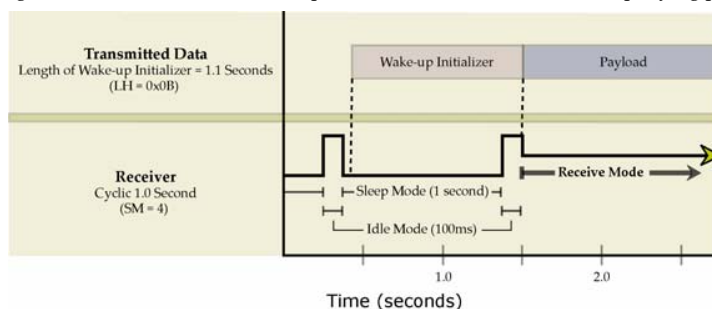 Transmitted Data
Length of Wake-up Initializer = 1.1 Seconds
(LH = 0x0B)
Wake-up Initializer
Payload
Receiver
Cyclic 1.0 Second
(SM = 4)
Sleep Mode (1 second)
Receive Mode
Idle Mode (100ms)
1.0
2.0
Time (seconds)